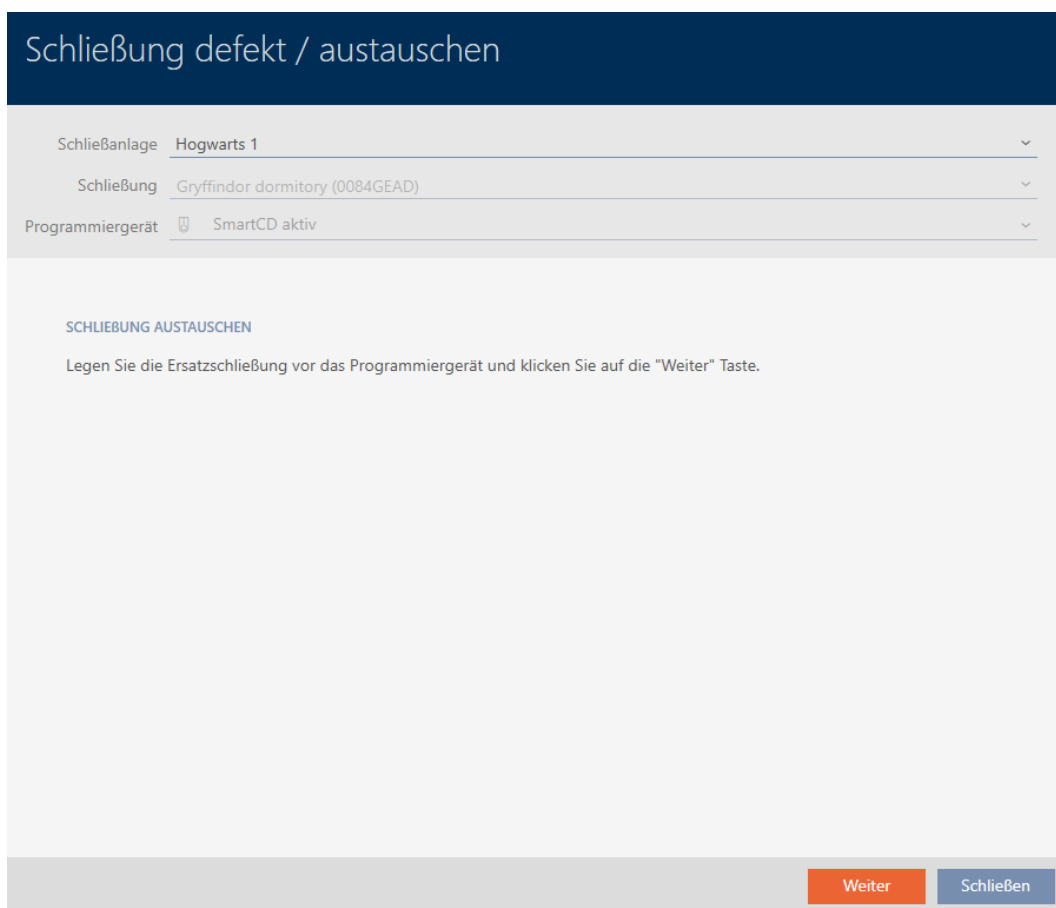 Schließung defekt / austauschen
Schließanlage Hogwarts 1
Schließung Gryffindor dormitory (0084GEAD)
Programmiergerät SmartCD aktiv
SCHLIEßUNG AUSTAUSCHEN
Legen Sie die Ersatzschließung vor das Programmiergerät und klicken Sie auf die "Weiter" Taste.
Weiter Schließen